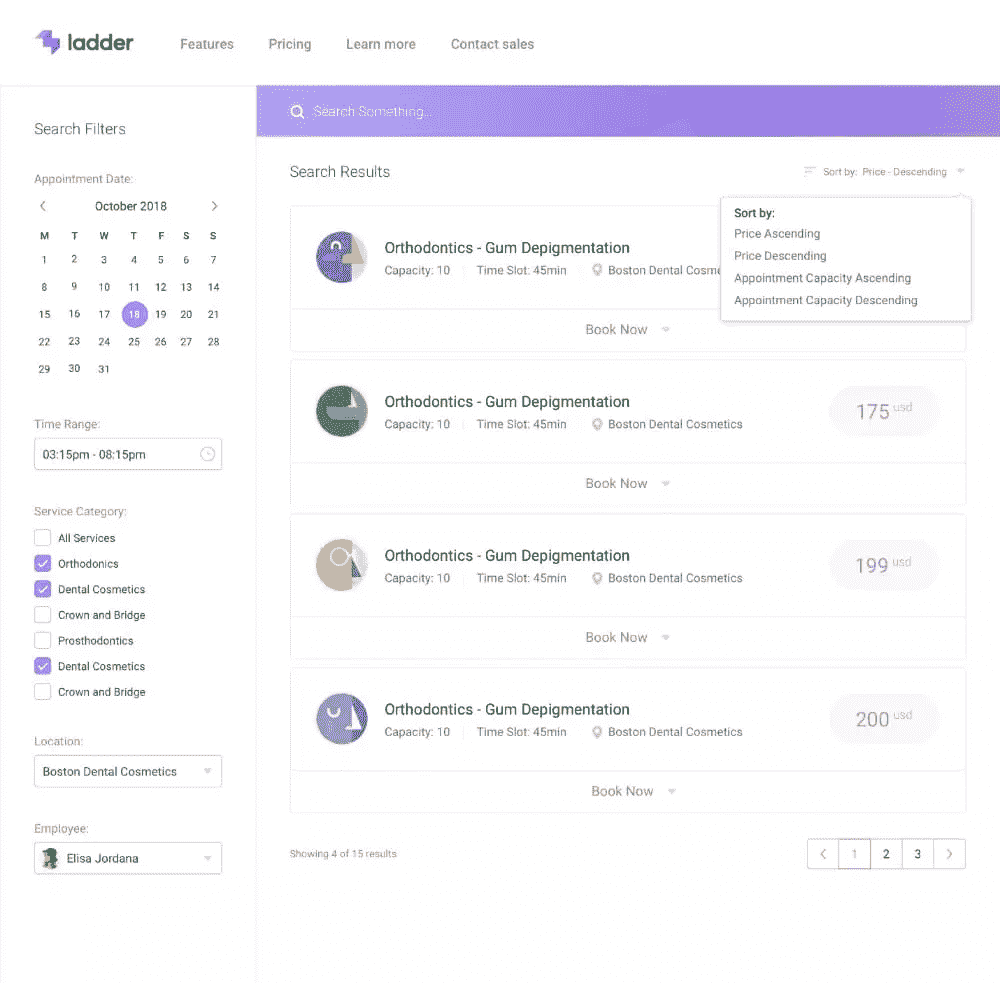 ladder
Features Pricing Learn more Contact sales
Search Filters
Appointment Date:
October 2018
M T W T F S S
1 2 3 4 5 6 7
8 9 10 11 12 13 14
15 16 17 18 19 20 21
22 23 24 25 26 27 28
29 30 31
Time Range:
03:15pm - 08:15pm
Service Category:
All Services
Orthodonics
Dental Cosmetics
Crown and Bridge
Prosthodontics
Dental Cosmetics
Crown and Bridge
Location:
Boston Dental Cosmetics
Employee:
Elisa Jordana
Search Something...
Search Results
Sort by: Price - Descending
Sort by:
Price Ascending
Price Descending
Appointment Capacity Ascending
Appointment Capacity Descending
Orthodontics - Gum Depigmentation
Capacity: 10 Time Slot: 45min Boston Dental Cosme
Book Now
Orthodontics - Gum Depigmentation
Capacity: 10 Time Slot: 45min Boston Dental Cosmetics
175 usd
Book Now
Orthodontics - Gum Depigmentation
Capacity: 10 Time Slot: 45min Boston Dental Cosmetics
199 usd
Book Now
Orthodontics - Gum Depigmentation
Capacity: 10 Time Slot: 45min Boston Dental Cosmetics
200 usd
Book Now
Showing 4 of 15 results
1 2 3